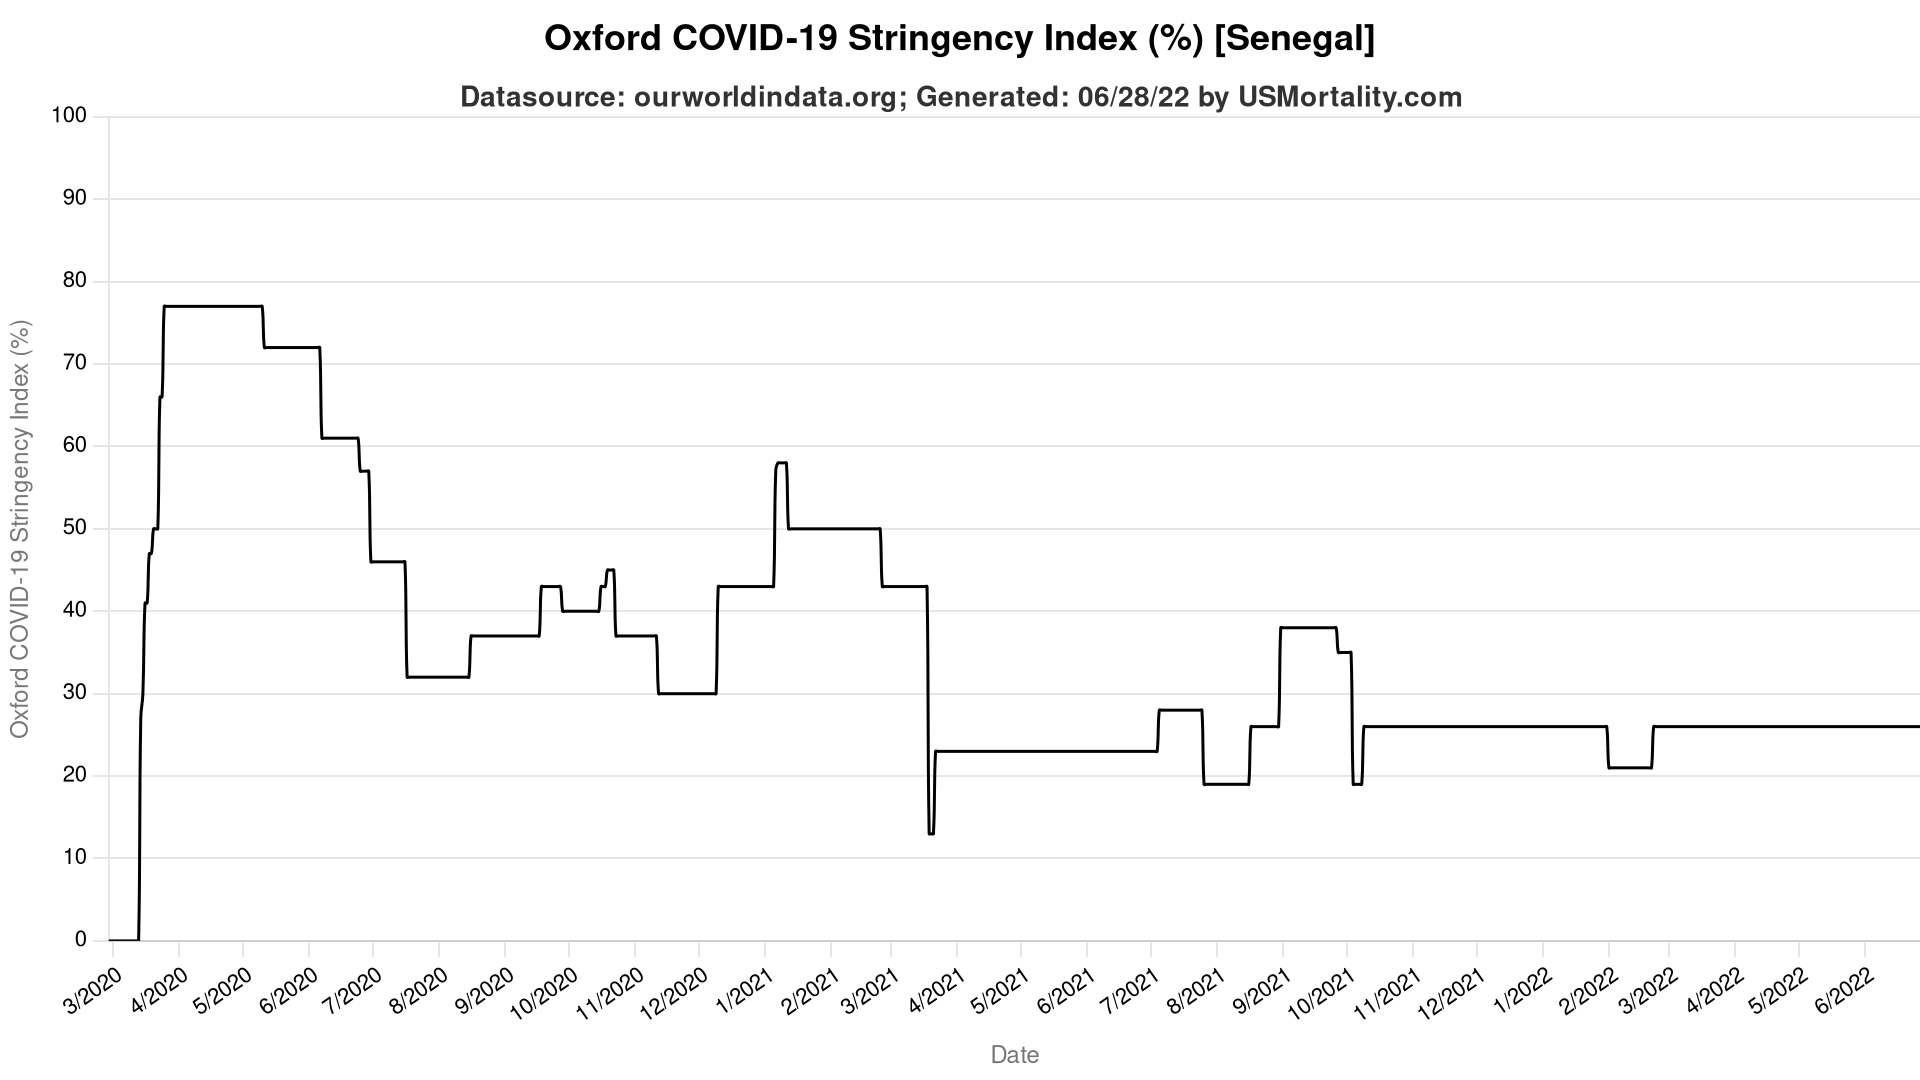 Oxford COVID-19 Stringency Index (%) [Senegal]
Datasource: ourworldindata.org; Generated: 06/28/22 by USMortality.com
Oxford COVID-19 Stringency Index (%)
100
90
80
70
60
50
40
30
20
10
0
3/2020 4/2020 5/2020 6/2020 7/2020 8/2020 9/2020 10/2020 11/2020 12/2020 1/2021 2/2021 3/2021 4/2021 5/2021 6/2021 7/2021 8/2021 9/2021 10/2021 11/2021 12/2021 1/2022 2/2022 3/2022 4/2022 5/2022 6/2022
Date